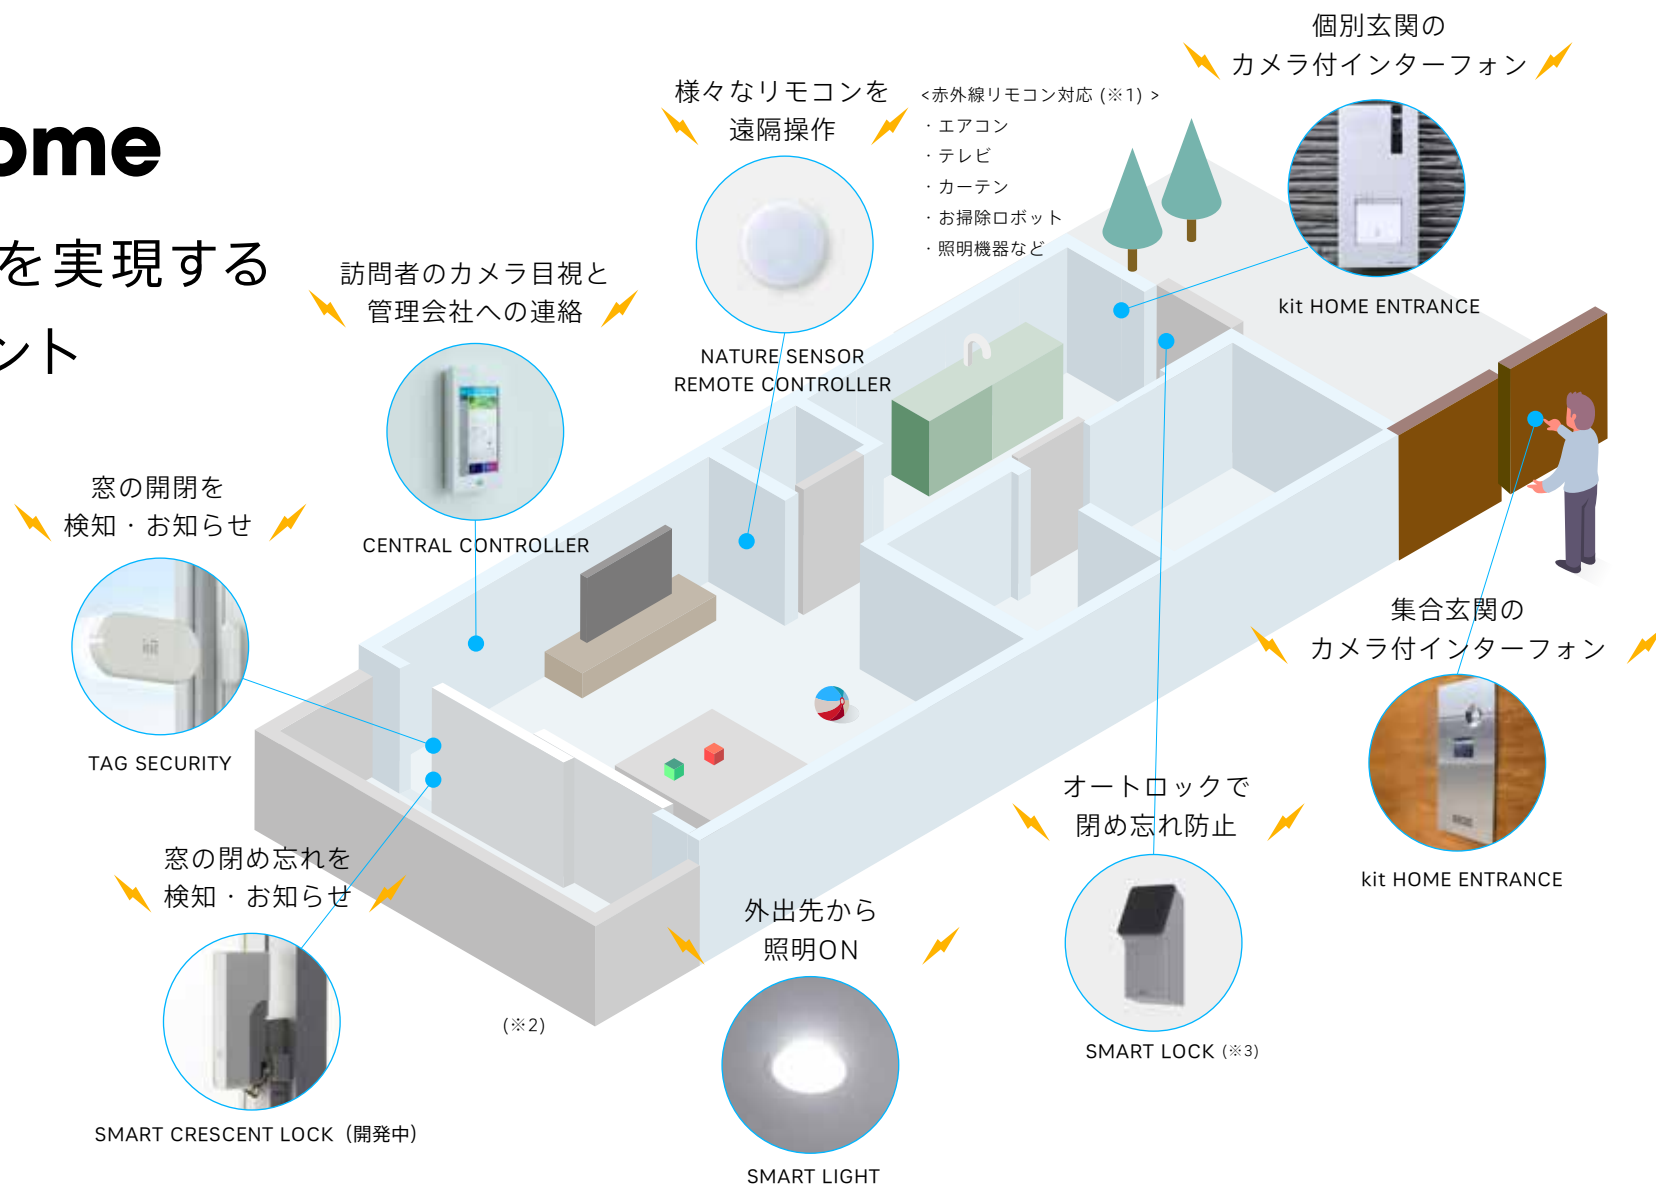 ome
を実現する
ント
個別玄関の
カメラ付インターフォン
kit HOME ENTRANCE
様々なリモコンを
遠隔操作
<赤外線リモコン対応 (※1) >
・エアコン
・テレビ
・カーテン
・お掃除ロボット
・照明機器など
NATURE SENSOR
REMOTE CONTROLLER
訪問者のカメラ目視と
管理会社への連絡
CENTRAL CONTROLLER
窓の開閉を
検知・お知らせ
kit
TAG SECURITY
集合玄関の
カメラ付インターフォン
kit HOME ENTRANCE
窓の閉め忘れを
検知・お知らせ
SMART CRESCENT LOCK（開発中）
(※2)
外出先から
照明ON
SMART LIGHT
オートロックで
閉め忘れ防止
SMART LOCK (※3)